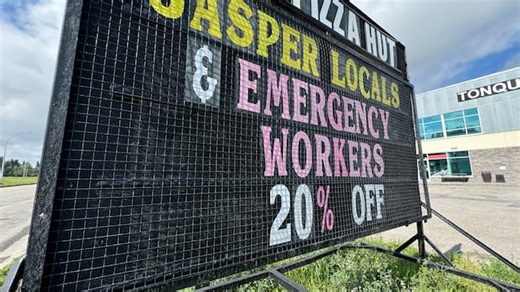 PIZZA HUT
JASPER LOCALS
& EMERGENCY
WORKERS
20% OFF
TONQU